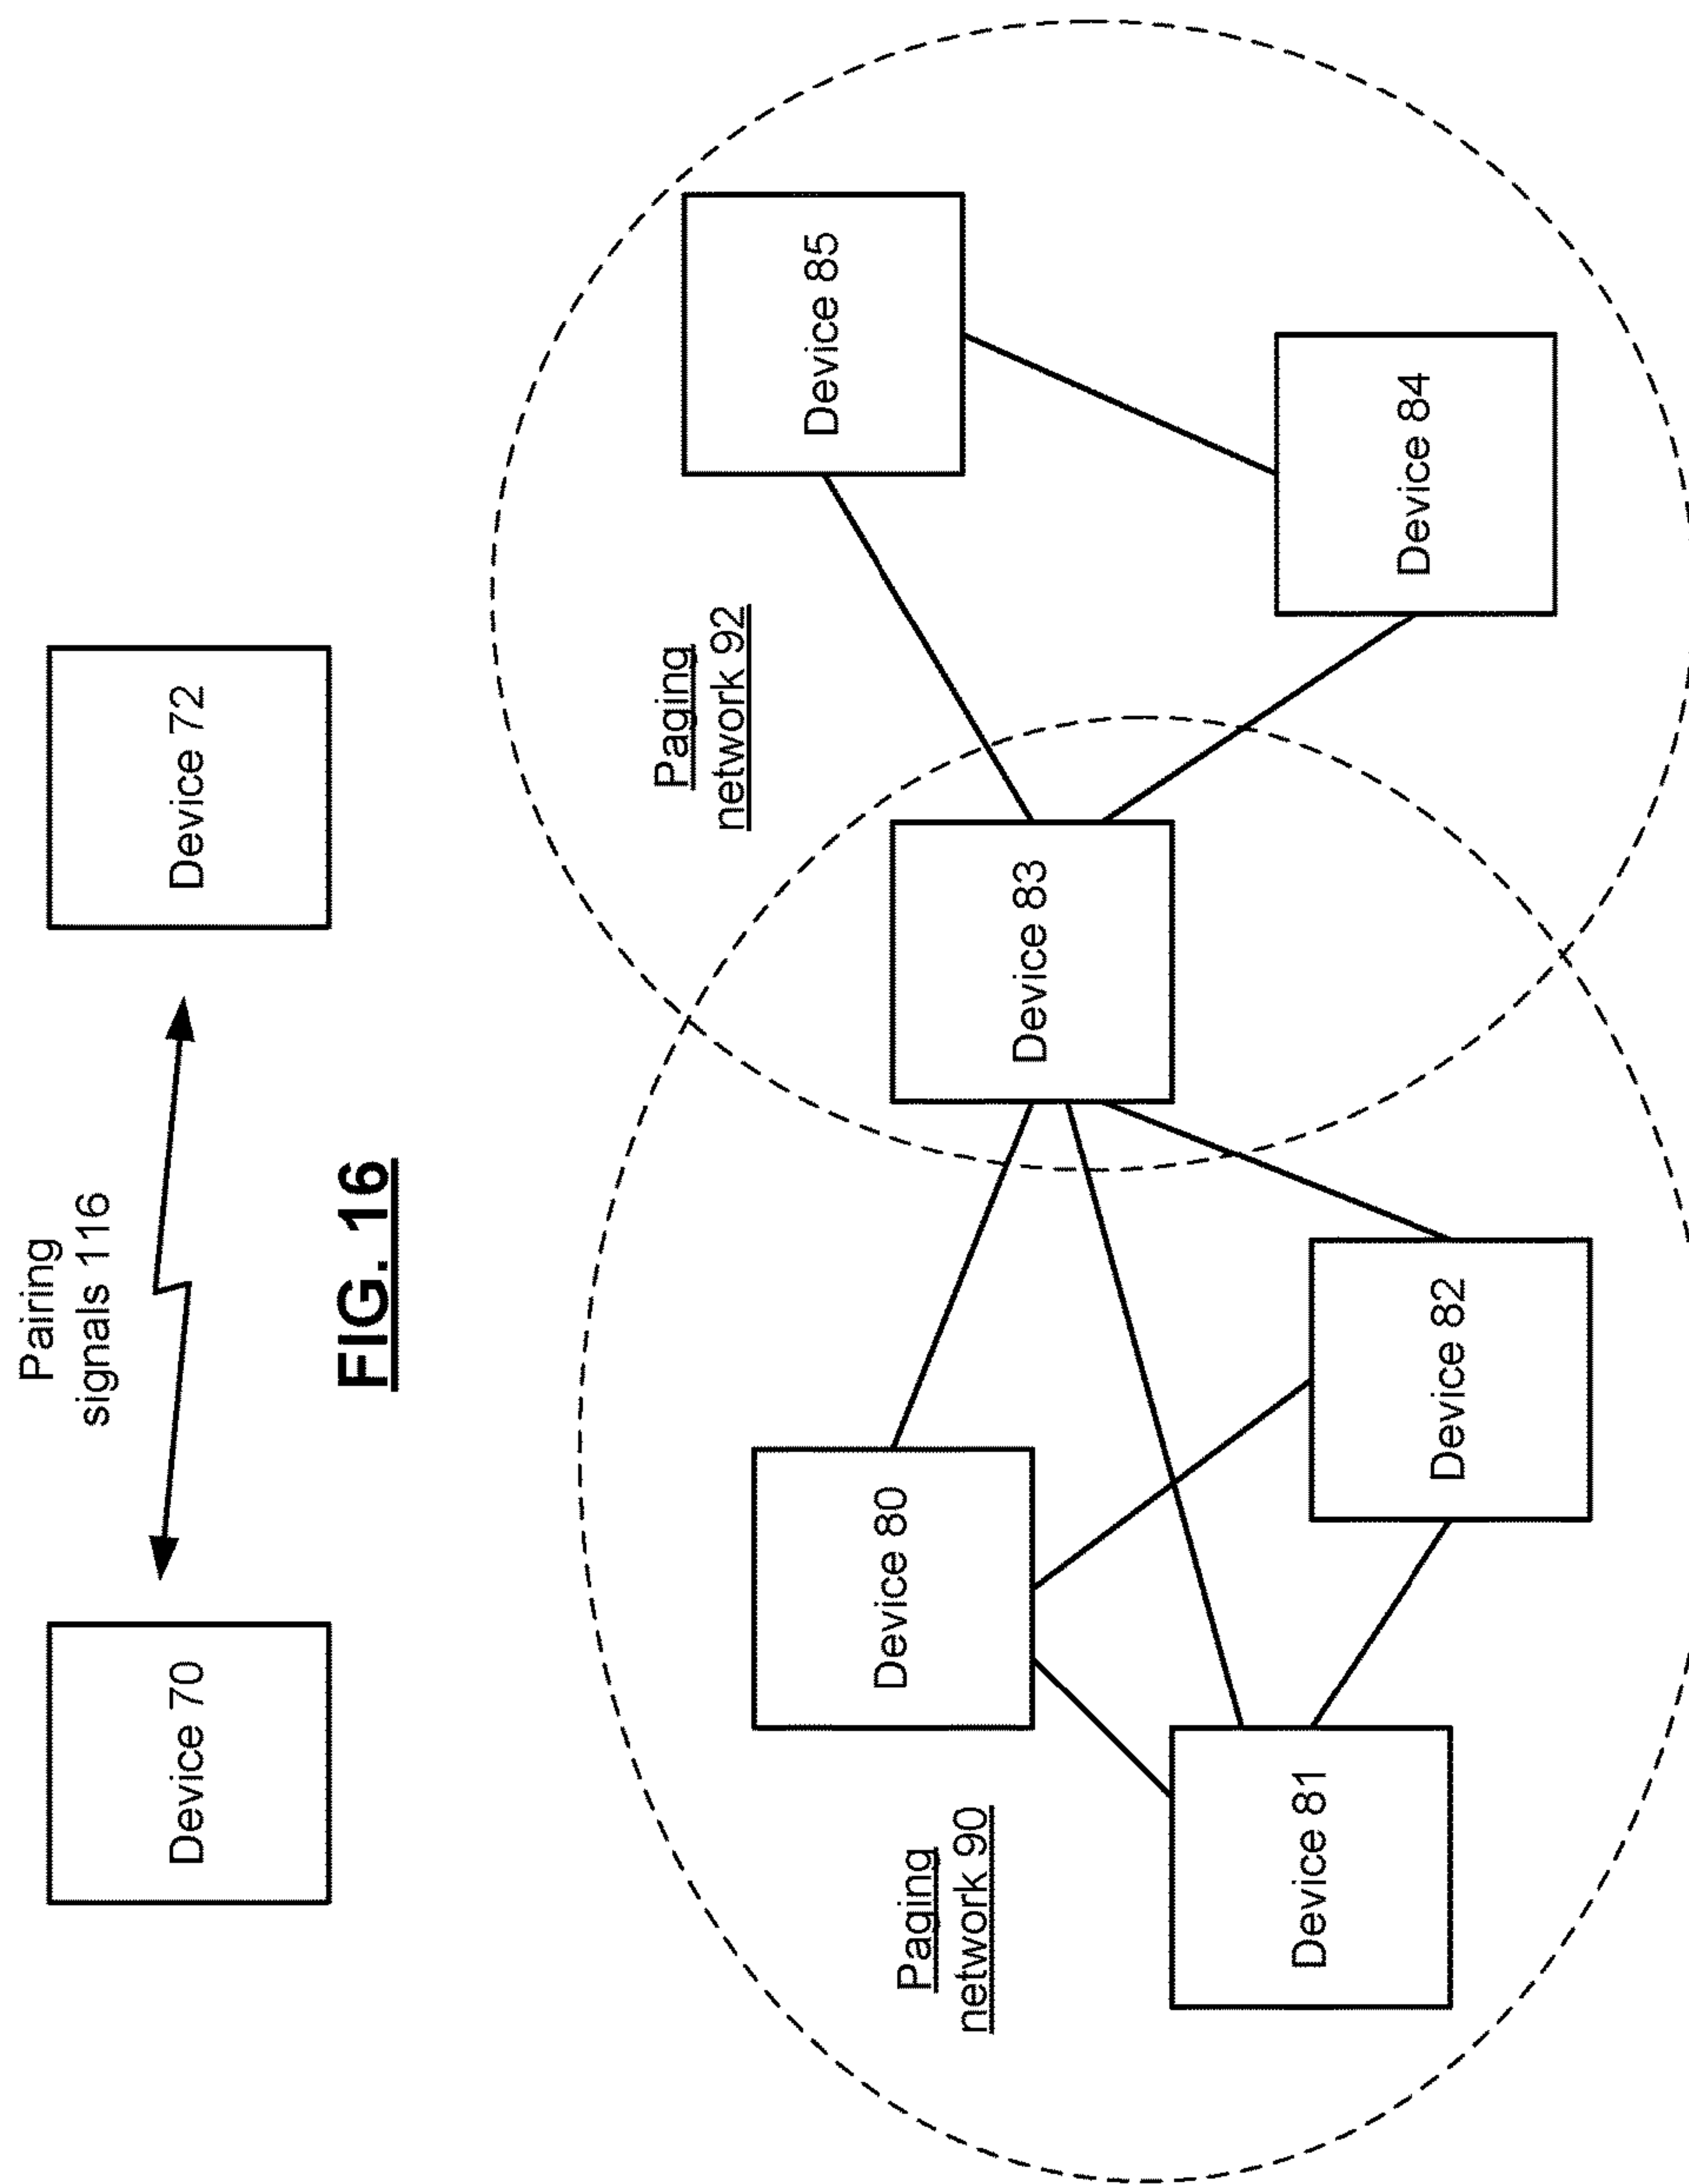 Pairing
signals 116
Device 70
Device 72
FIG. 16
Paging
network 92
Device 85
Device 80
Device 83
Paging
network 90
Device 81
Device 82
Device 84